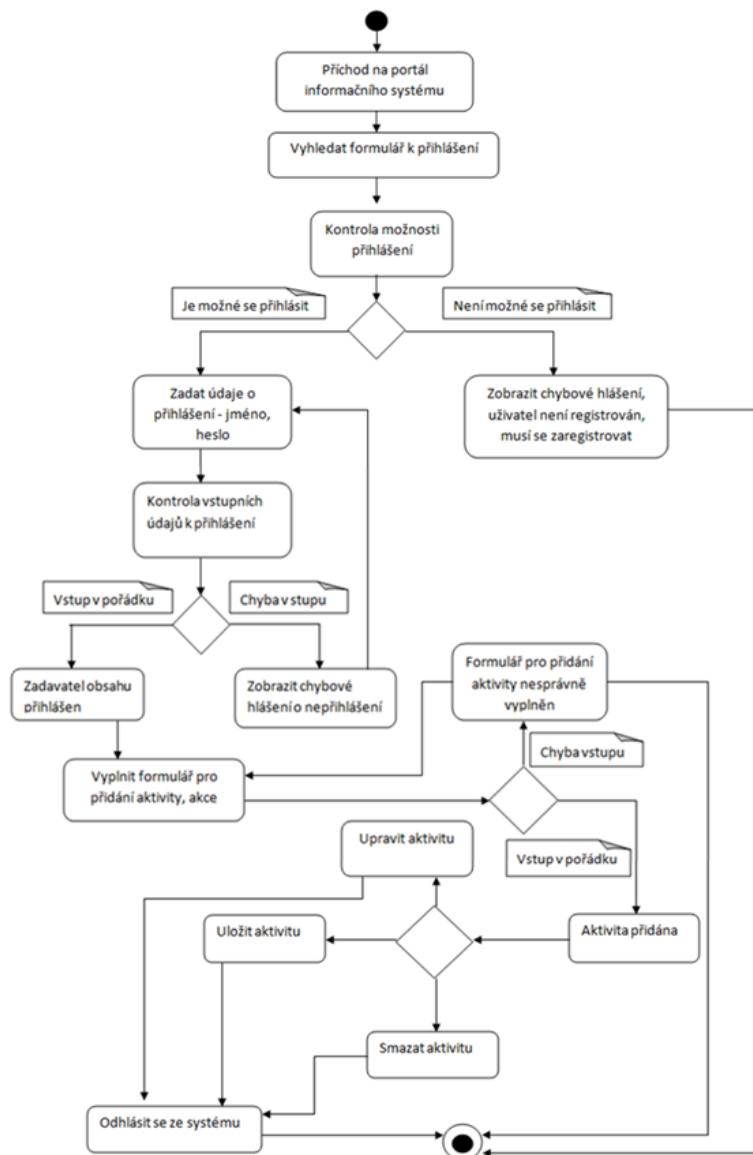 Příchod na portál
informačního systému
Vyhledat formulář k přihlášení
Kontrola možnosti
přihlášení
Je možné se přihlásit
Není možné se přihlásit
Zadat údaje o
přihlášení - jméno,
heslo
Zobrazit chybové hlášení,
uživatel není registrován,
musí se zaregistrovat
Kontrola vstupních
údajů k přihlášení
Vstup v pořádku
Chyba v stupu
Zadavatel obsahu
přihlášen
Zobrazit chybové
hlášení o nepřihlášení
Formulář pro přidání
aktivity nesprávně
vyplněn
Chyba vstupu
Vyplnit formulář pro
přidání aktivity, akce
Upravit aktivitu
Vstup v pořádku
Uložit aktivitu
Aktivita přidána
Smazat aktivitu
Odhlásit se ze systému